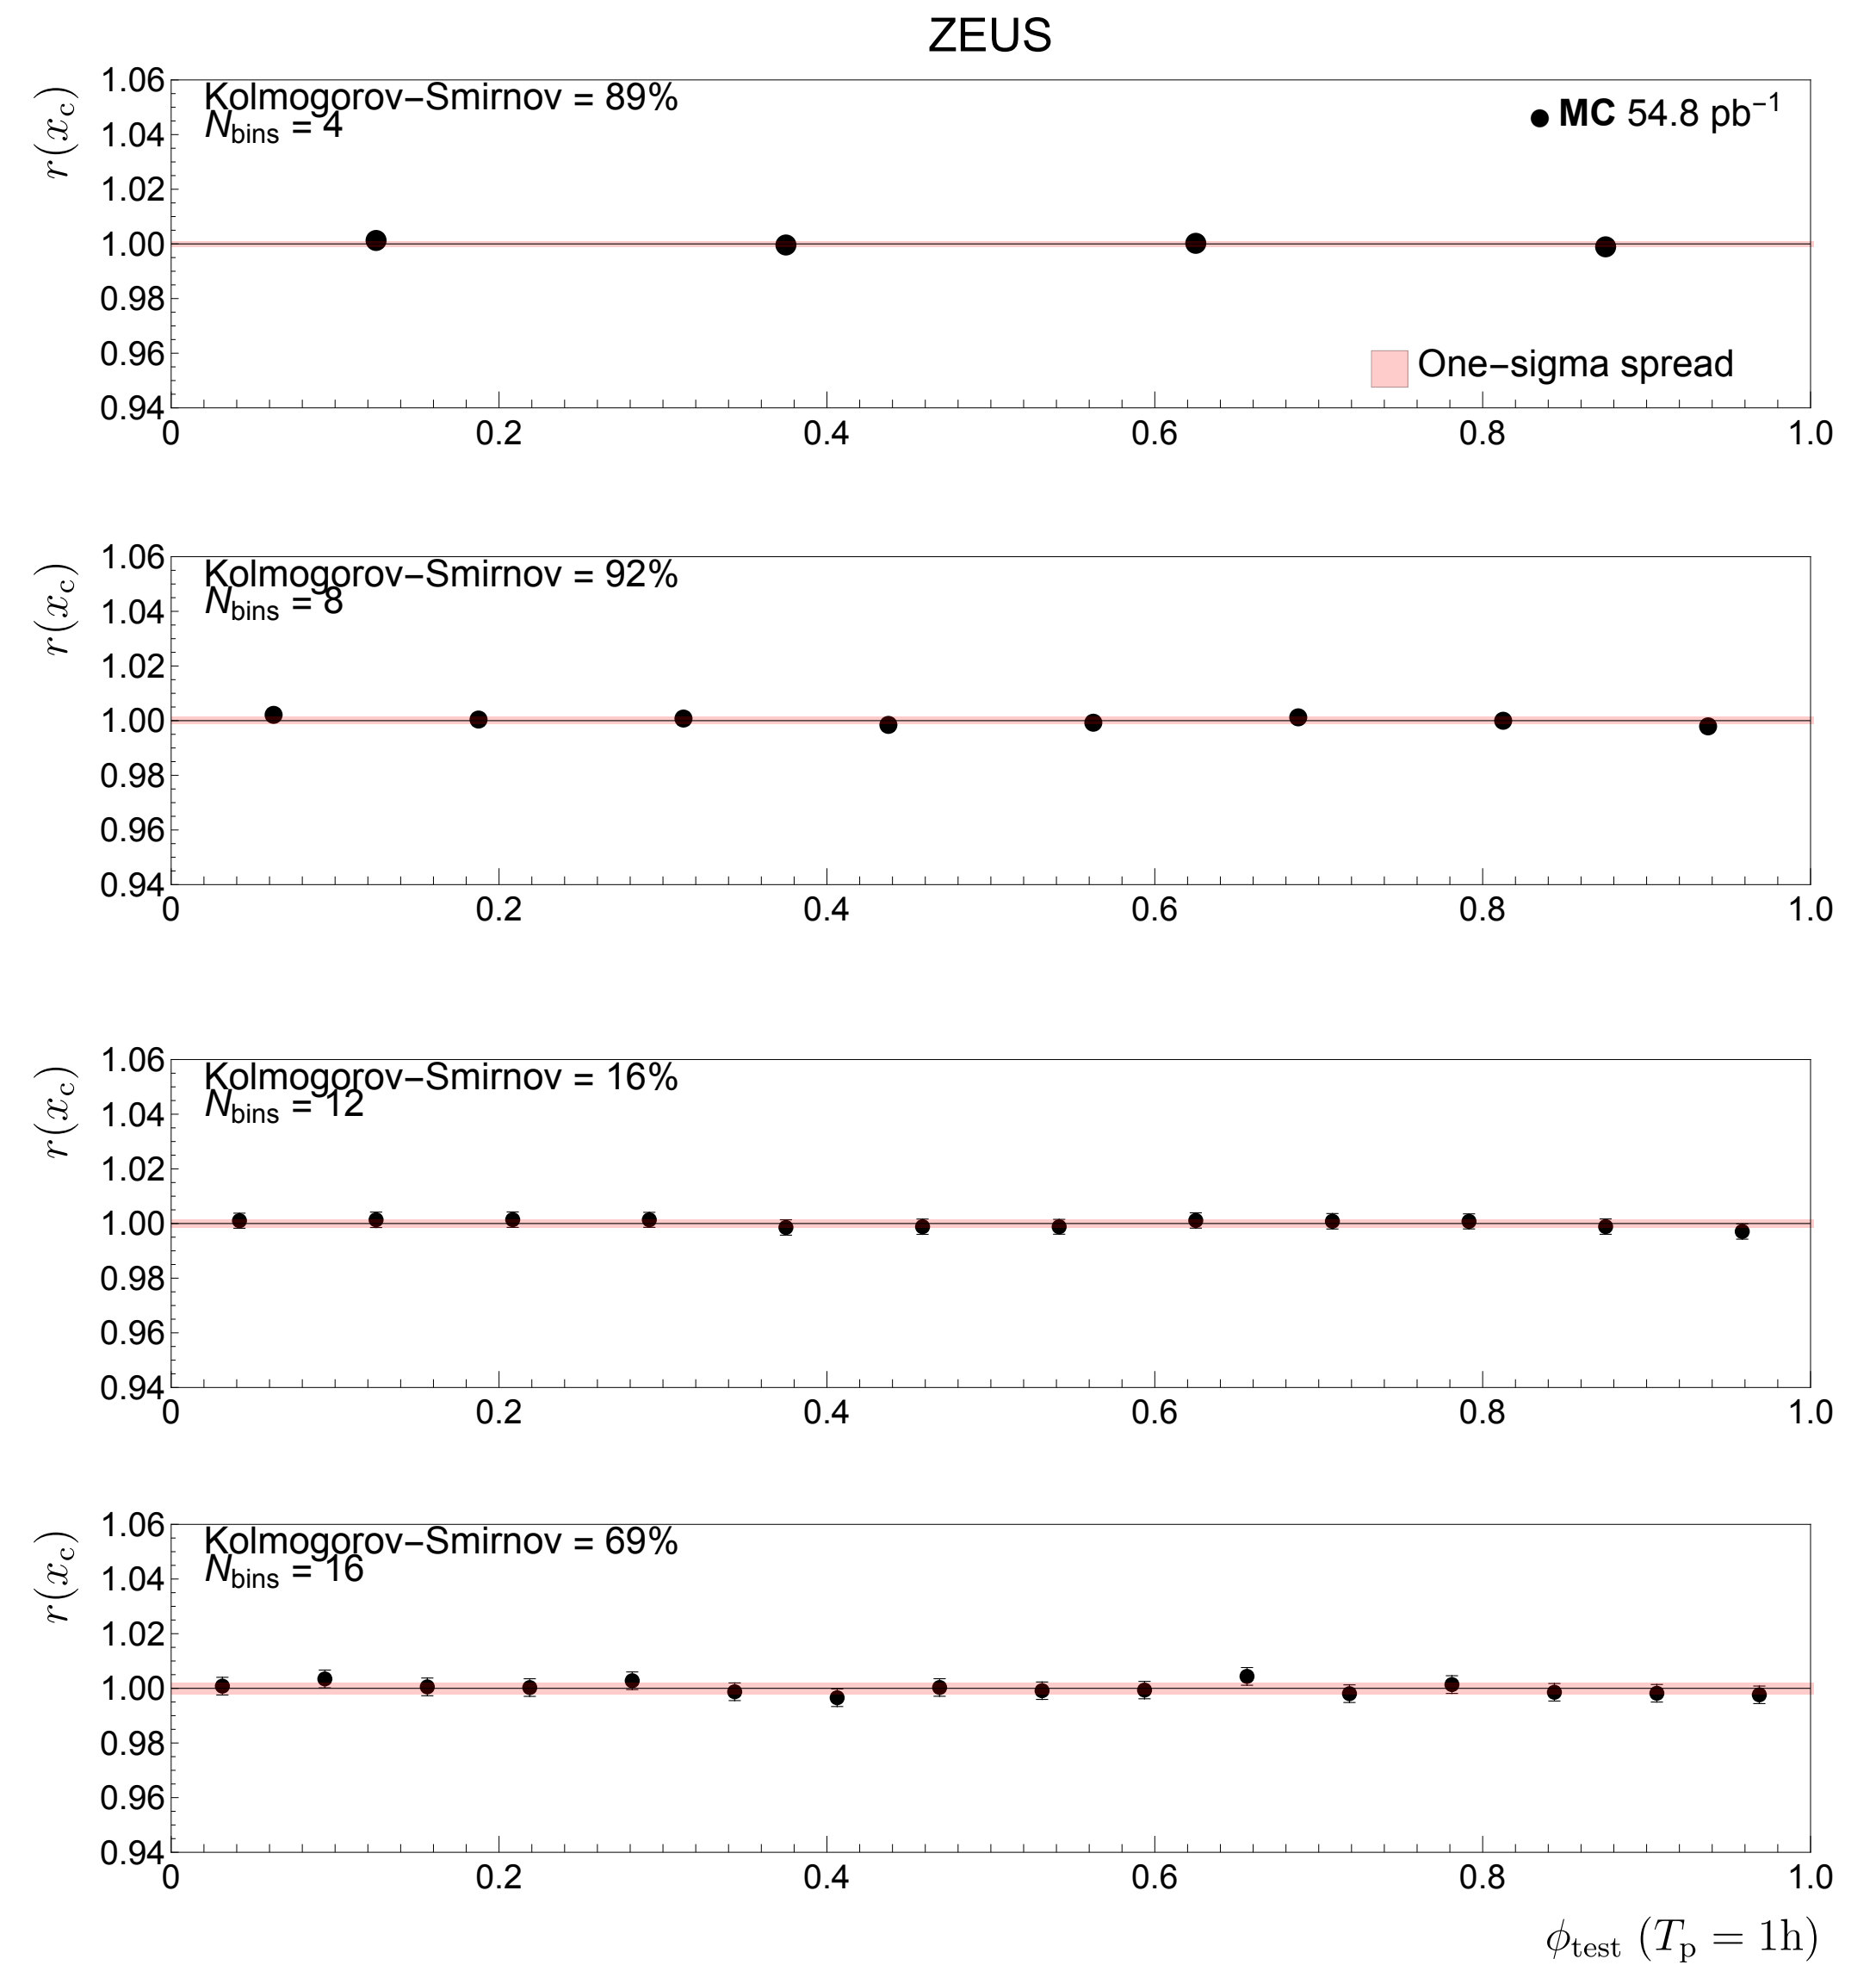 ZEUS
r(x_c)
1.06
1.04
1.02
1.00
0.98
0.96
0.94
Kolmogorov−Smirnov = 89%
N_bins = 4
MC 54.8 pb⁻¹
One−sigma spread
0 0.2 0.4 0.6 0.8 1.0
r(x_c)
1.06
1.04
1.02
1.00
0.98
0.96
0.94
Kolmogorov−Smirnov = 92%
N_bins = 8
0 0.2 0.4 0.6 0.8 1.0
r(x_c)
1.06
1.04
1.02
1.00
0.98
0.96
0.94
Kolmogorov−Smirnov = 16%
N_bins = 12
0 0.2 0.4 0.6 0.8 1.0
r(x_c)
1.06
1.04
1.02
1.00
0.98
0.96
0.94
Kolmogorov−Smirnov = 69%
N_bins = 16
0 0.2 0.4 0.6 0.8 1.0
ϕ_test (T_p = 1h)